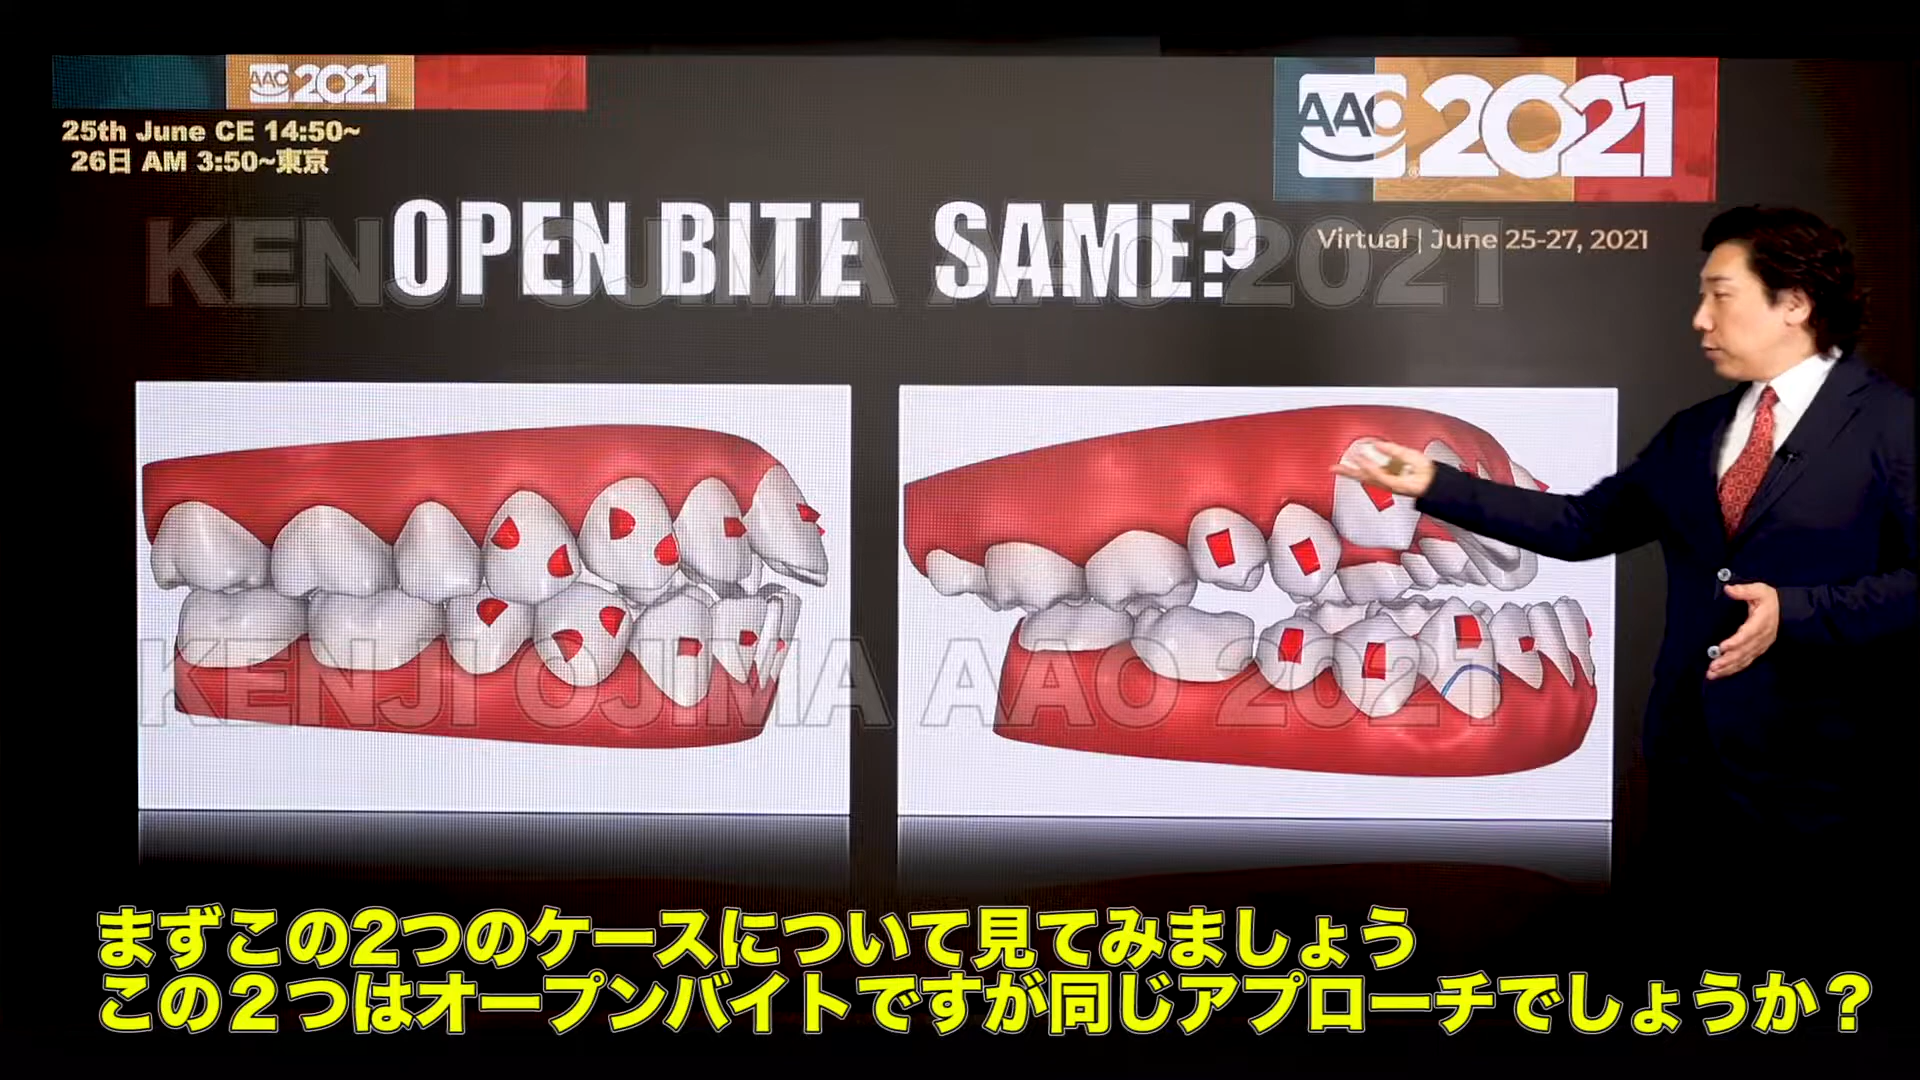 AAO 2021
25th June CE 14:50~
26日 AM 3:50~東京
AAO 2021
Virtual | June 25-27, 2021
OPEN BITE SAME?
KENJI OJIMA AAO 2021
KENJI OJIMA AAO 2021
まずこの2つのケースについて見てみましょう
この2つはオープンバイトですが同じアプローチでしょうか？